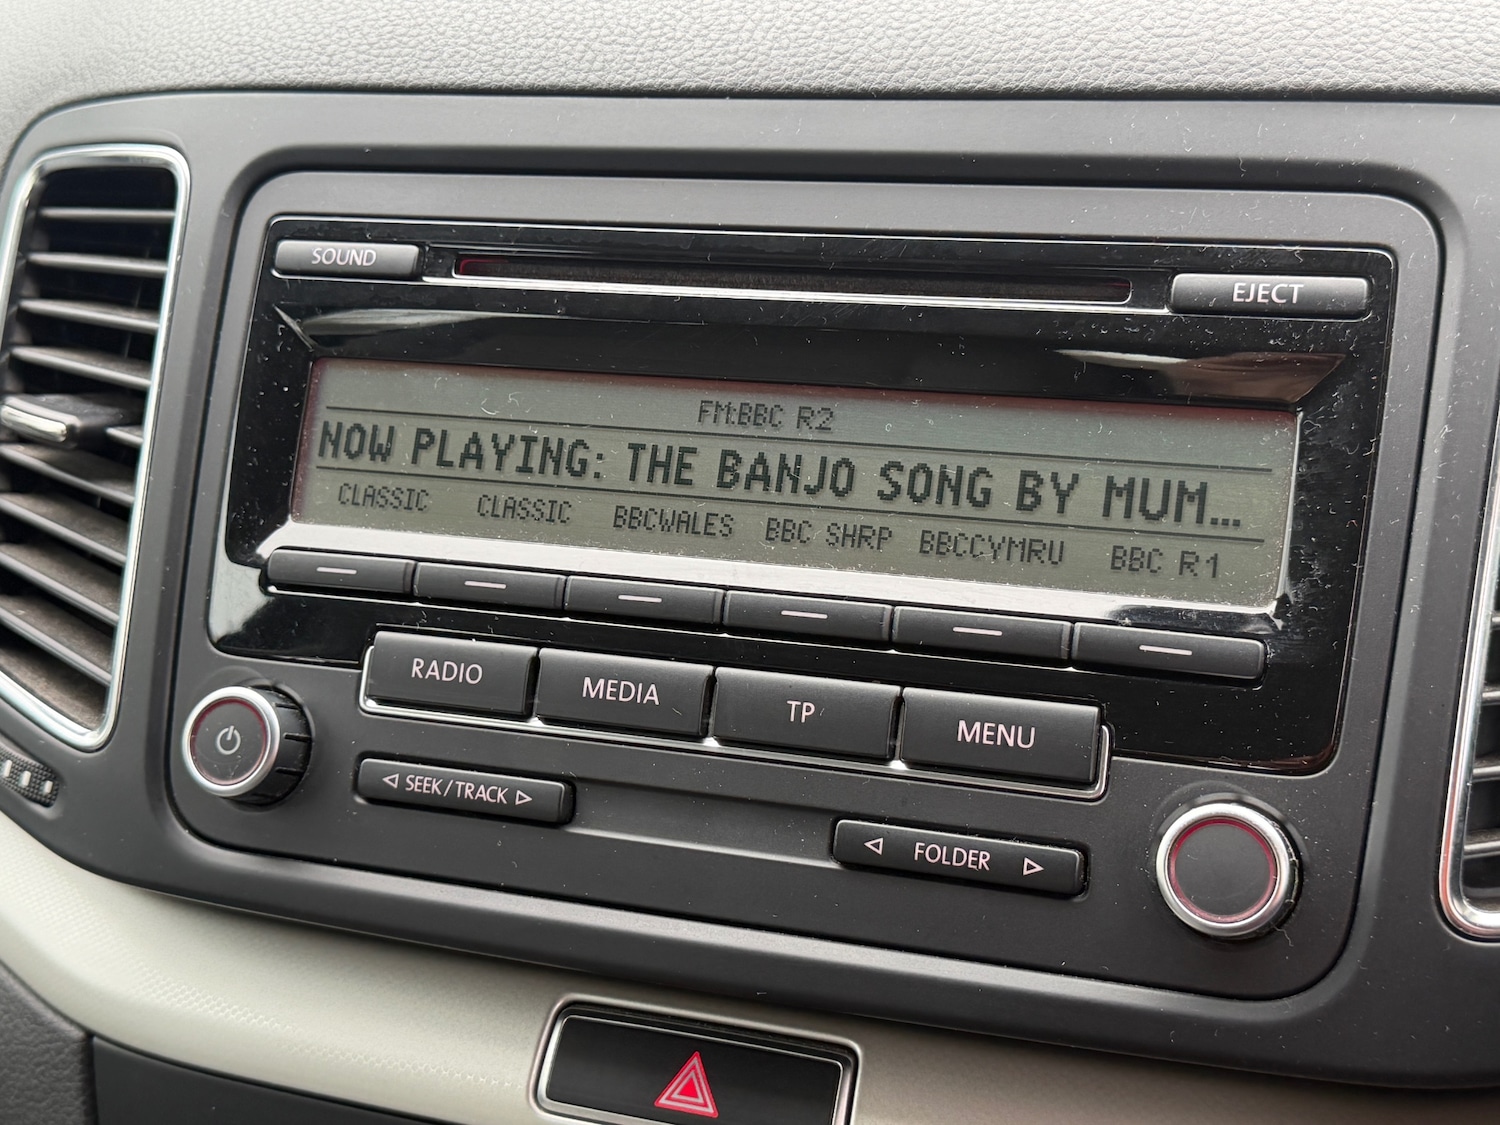 SOUND
EJECT
FM:BBC R2
NOW PLAYING: THE BANJO SONG BY MUM...
CLASSIC CLASSIC BBCWALES BBC SHRP BBCCYMRU BBC R1
RADIO MEDIA TP MENU
SEEK/TRACK
FOLDER